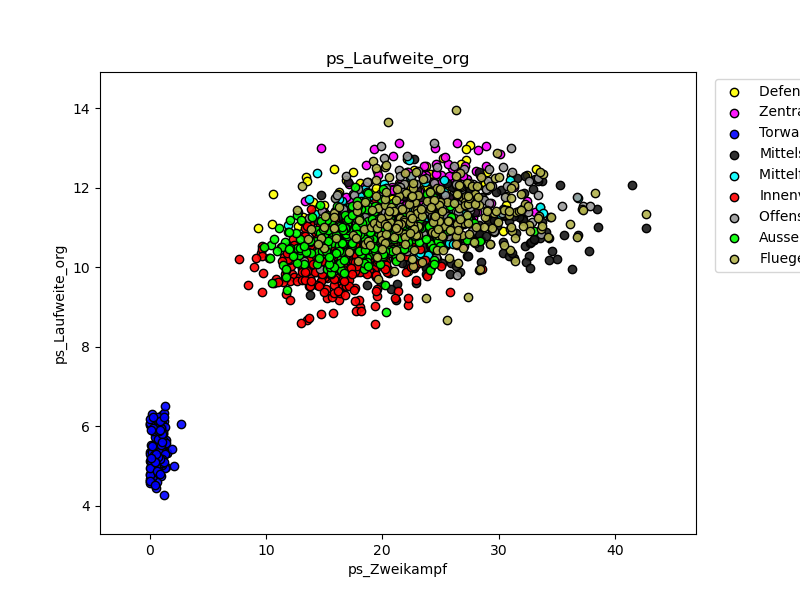 ps_Laufweite_org
ps_Laufweite_org
14
12
10
8
6
4
0
10
20
30
40
ps_Zweikampf
Defen
Zentra
Torwa
Mittels
Mittelf
Innenv
Offens
Ausse
Fluege